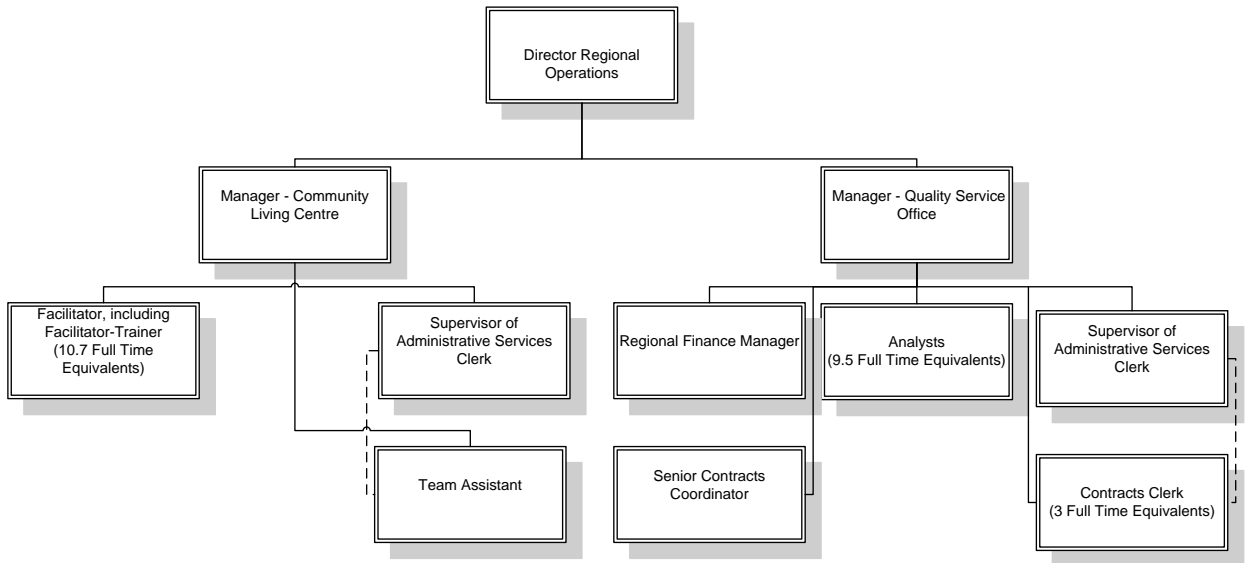 Director Regional
Operations
Manager - Community
Living Centre
Manager - Quality Service
Office
Facilitator, including
Facilitator-Trainer
(10.7 Full Time
Equivalents)
Supervisor of
Administrative Services
Clerk
Regional Finance Manager
Analysts
(9.5 Full Time Equivalents)
Supervisor of
Administrative Services
Clerk
Team Assistant
Senior Contracts
Coordinator
Contracts Clerk
(3 Full Time Equivalents)